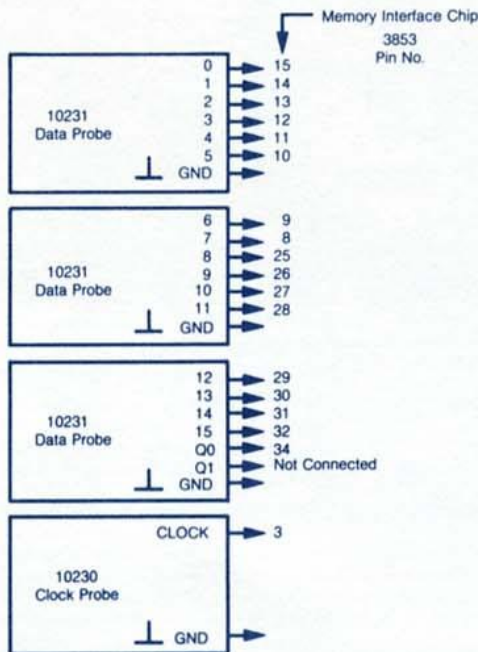 Memory Interface Chip
3853
Pin No.
0 15
1 14
2 13
10231 3 12
Data Probe 4 11
5 10
GND
6 9
7 8
10231 8 25
Data Probe 9 26
10 27
11 28
GND
12 29
13 30
10231 14 31
Data Probe 15 32
Q0 34
Q1 Not Connected
GND
CLOCK 3
10230
Clock Probe
GND